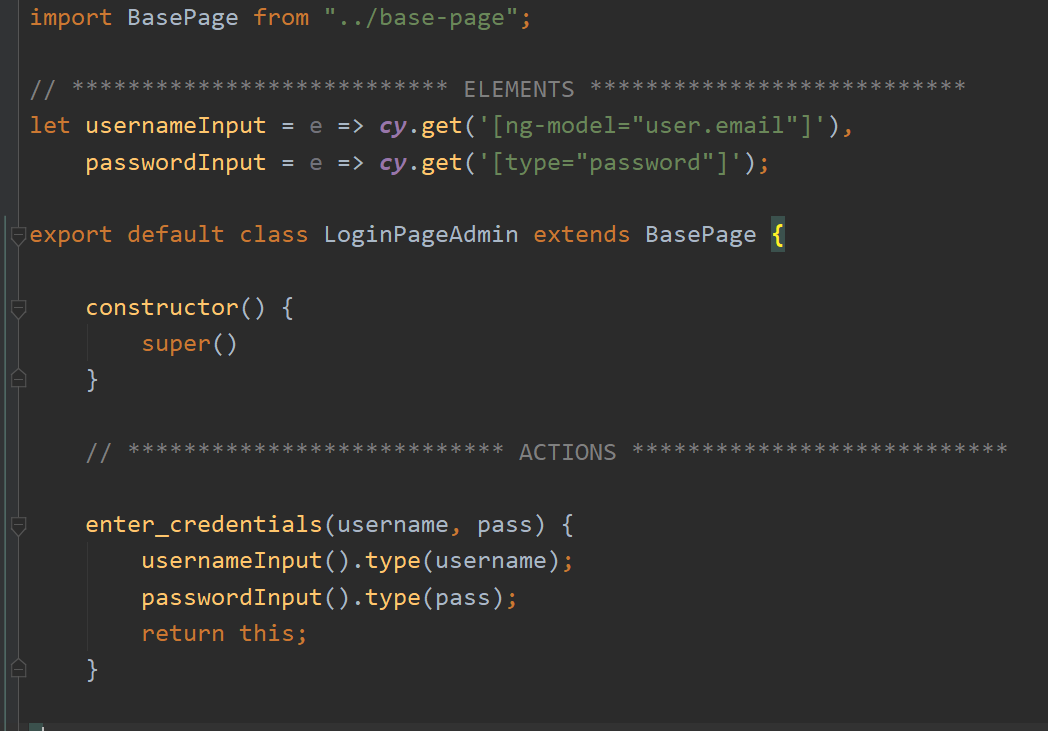 import BasePage from "../base-page";
// *************************** ELEMENTS ***************************
let usernameInput = e => cy.get('[ng-model="user.email"]'),
passwordInput = e => cy.get('[type="password"]');
export default class LoginPageAdmin extends BasePage {
constructor() {
super()
}
// *************************** ACTIONS ***************************
enter_credentials(username, pass) {
usernameInput().type(username);
passwordInput().type(pass);
return this;
}